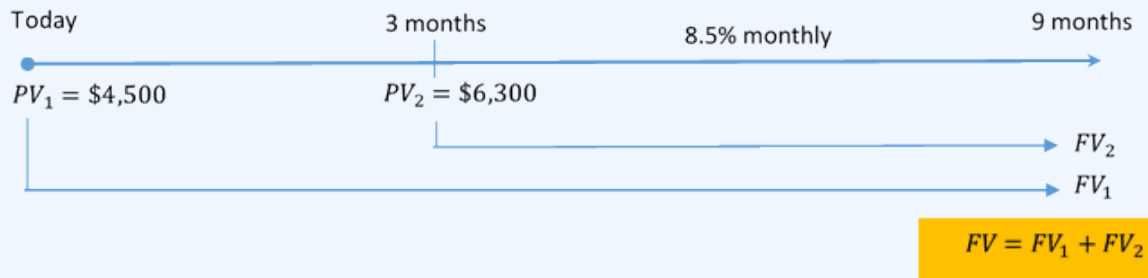 Today
3 months
8.5% monthly
9 months
PV₁ = $4,500
PV₂ = $6,300
FV₂
FV₁
FV = FV₁ + FV₂